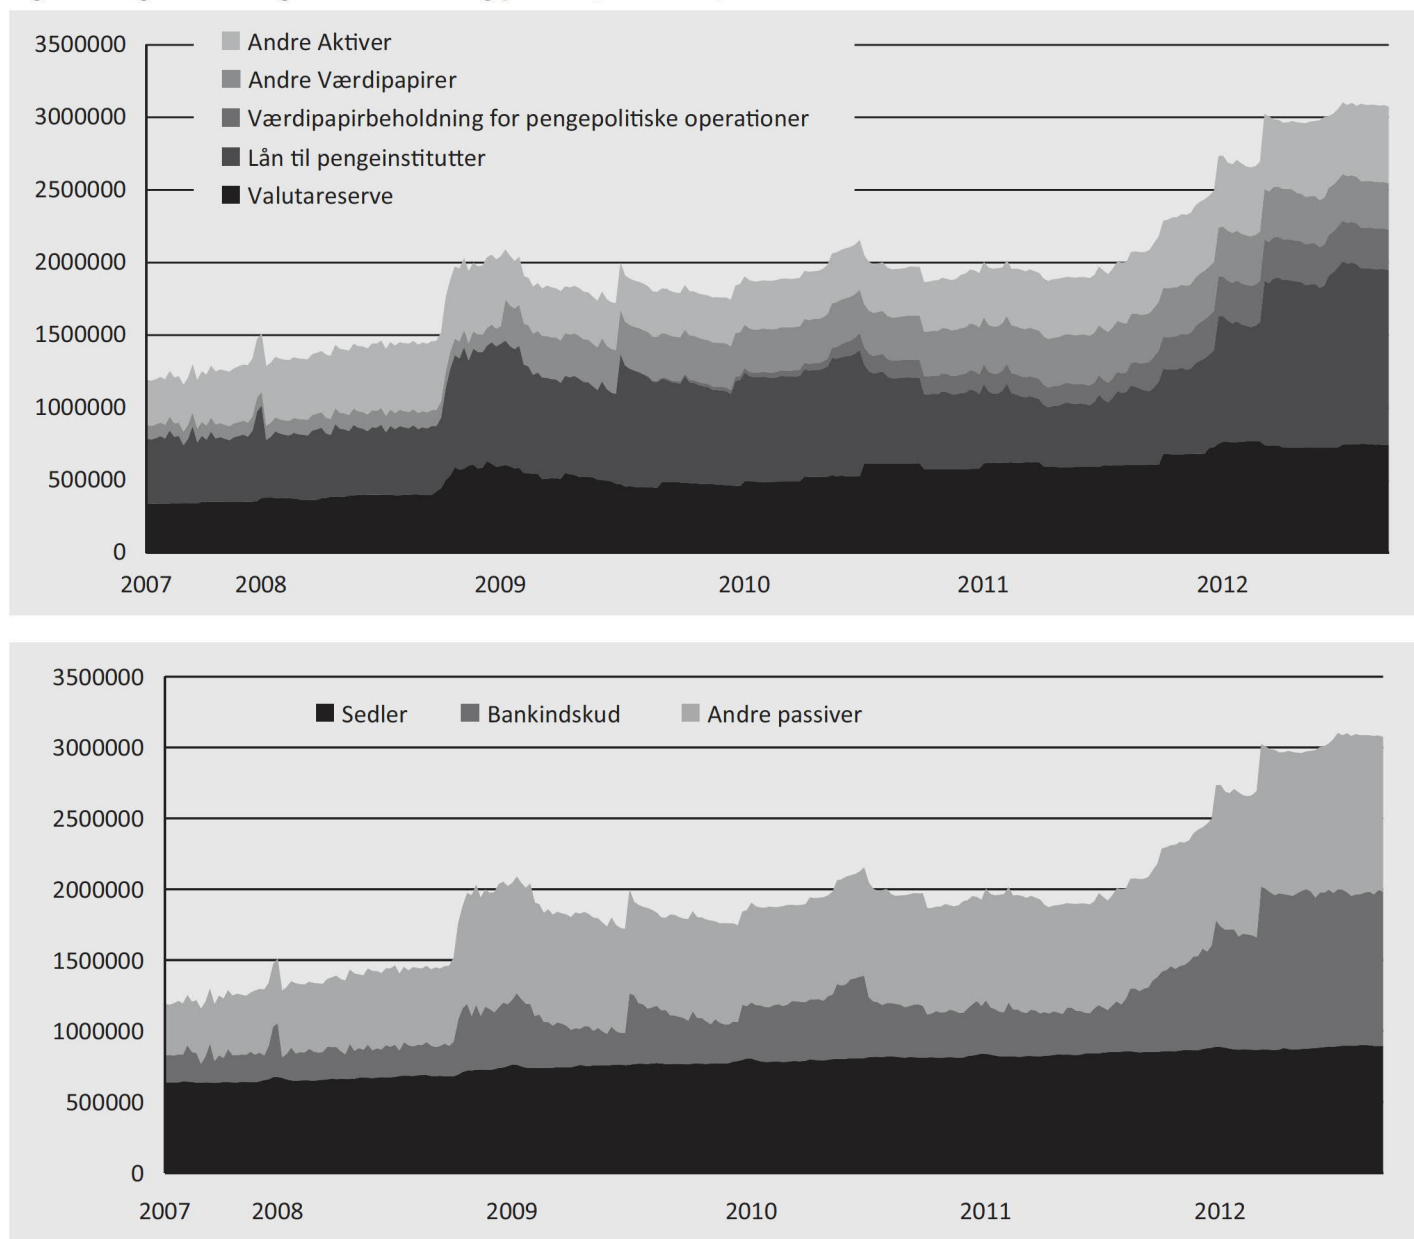 3500000
3000000
2500000
2000000
1500000
1000000
500000
0
Andre Aktiver
Andre Værdipapirer
Værdipapirbeholdning for pengepolitiske operationer
Lån til pengeinstitutter
Valutareserve
2007 2008 2009 2010 2011 2012
3500000
3000000
2500000
2000000
1500000
1000000
500000
0
Sedler Bankindskud Andre passiver
2007 2008 2009 2010 2011 2012